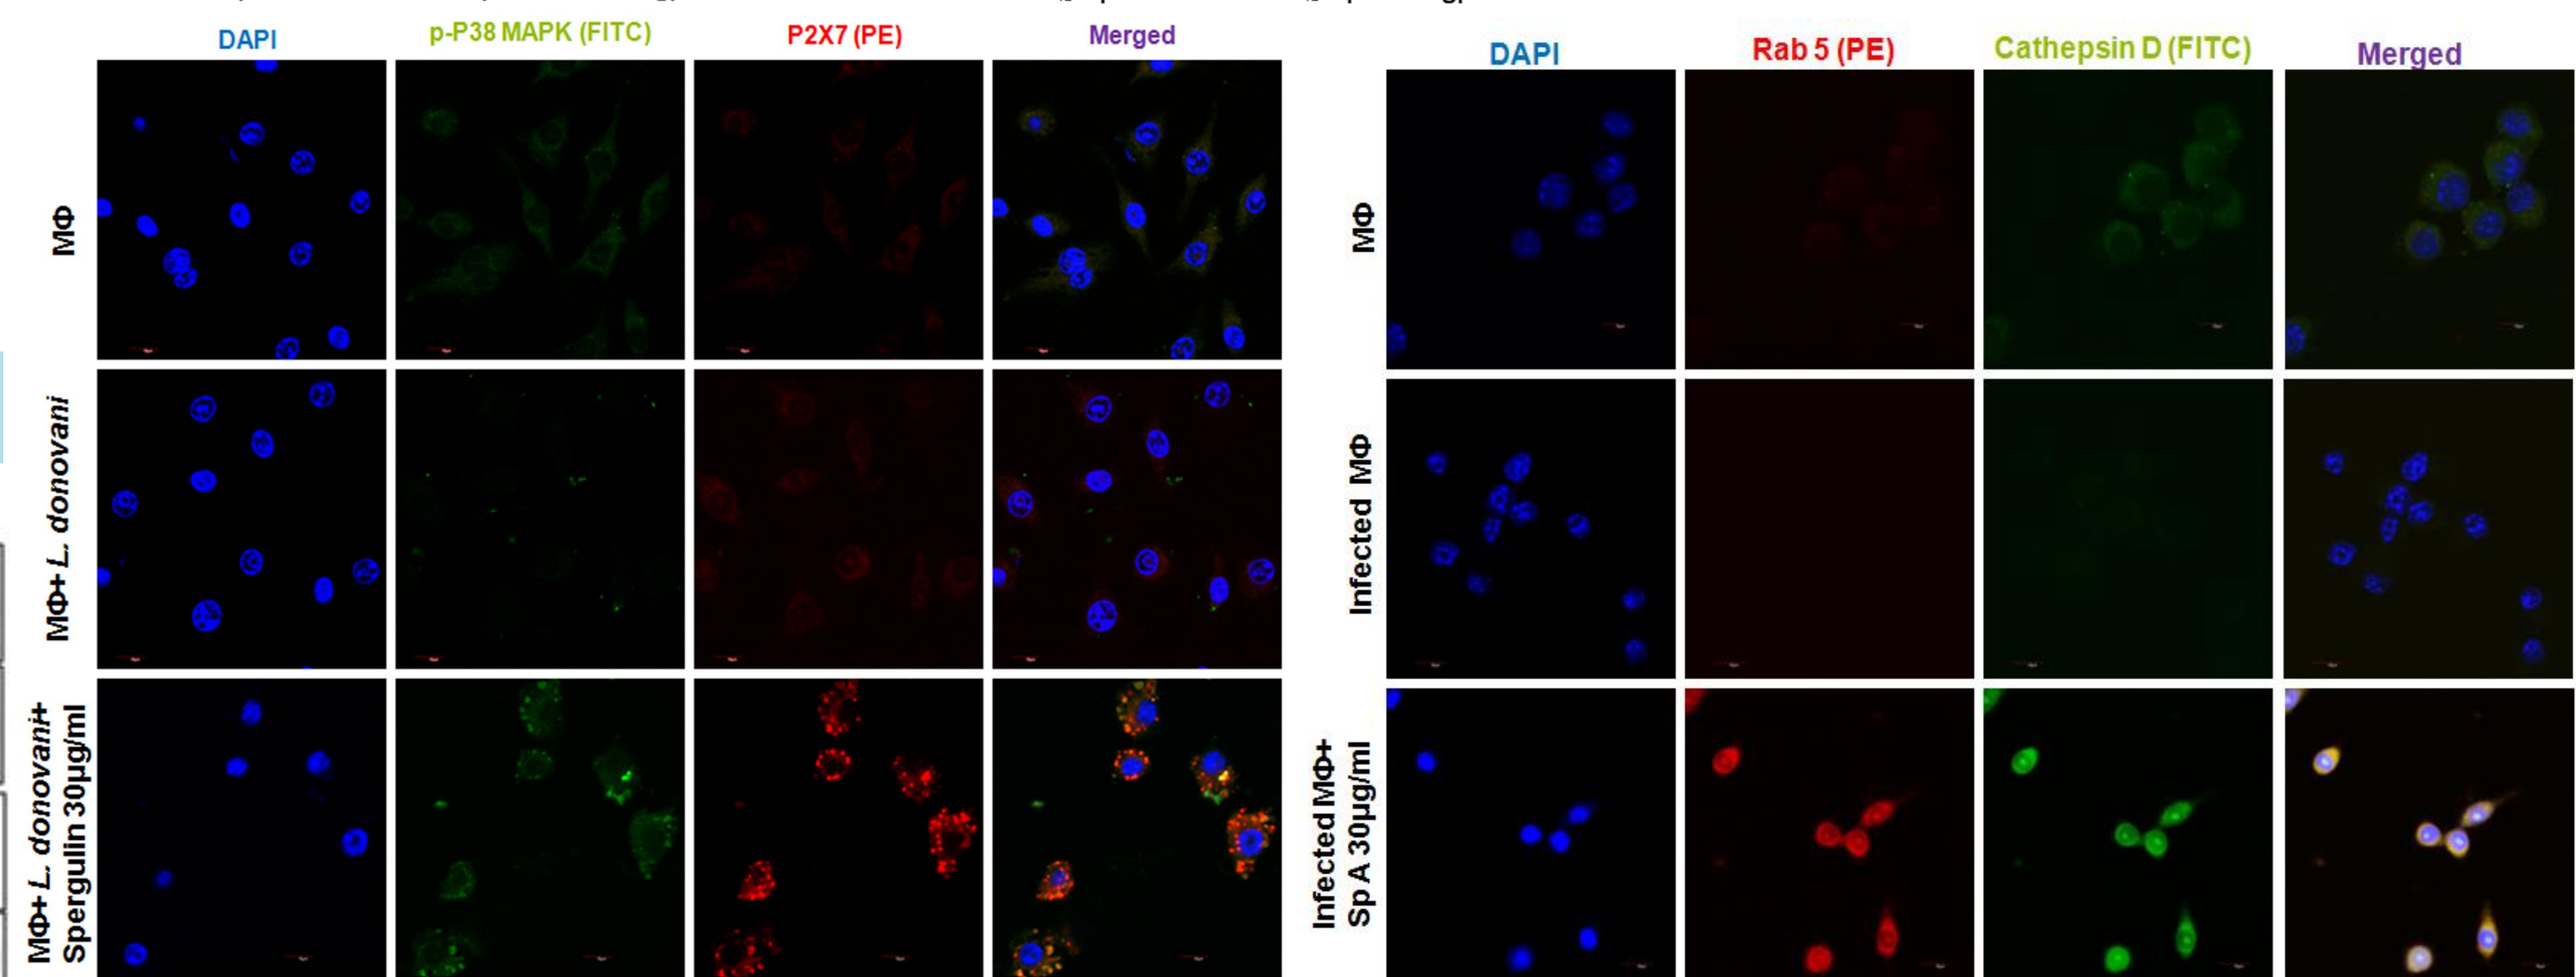 DAPI
p-P38 MAPK (FITC)
P2X7 (PE)
Merged
MΦ
MΦ+ L. donovani
MΦ+ L. donovani+
Spergulin 30µg/ml
DAPI
Rab 5 (PE)
Cathepsin D (FITC)
Merged
MΦ
Infected MΦ
Infected MΦ+
Sp A 30µg/ml